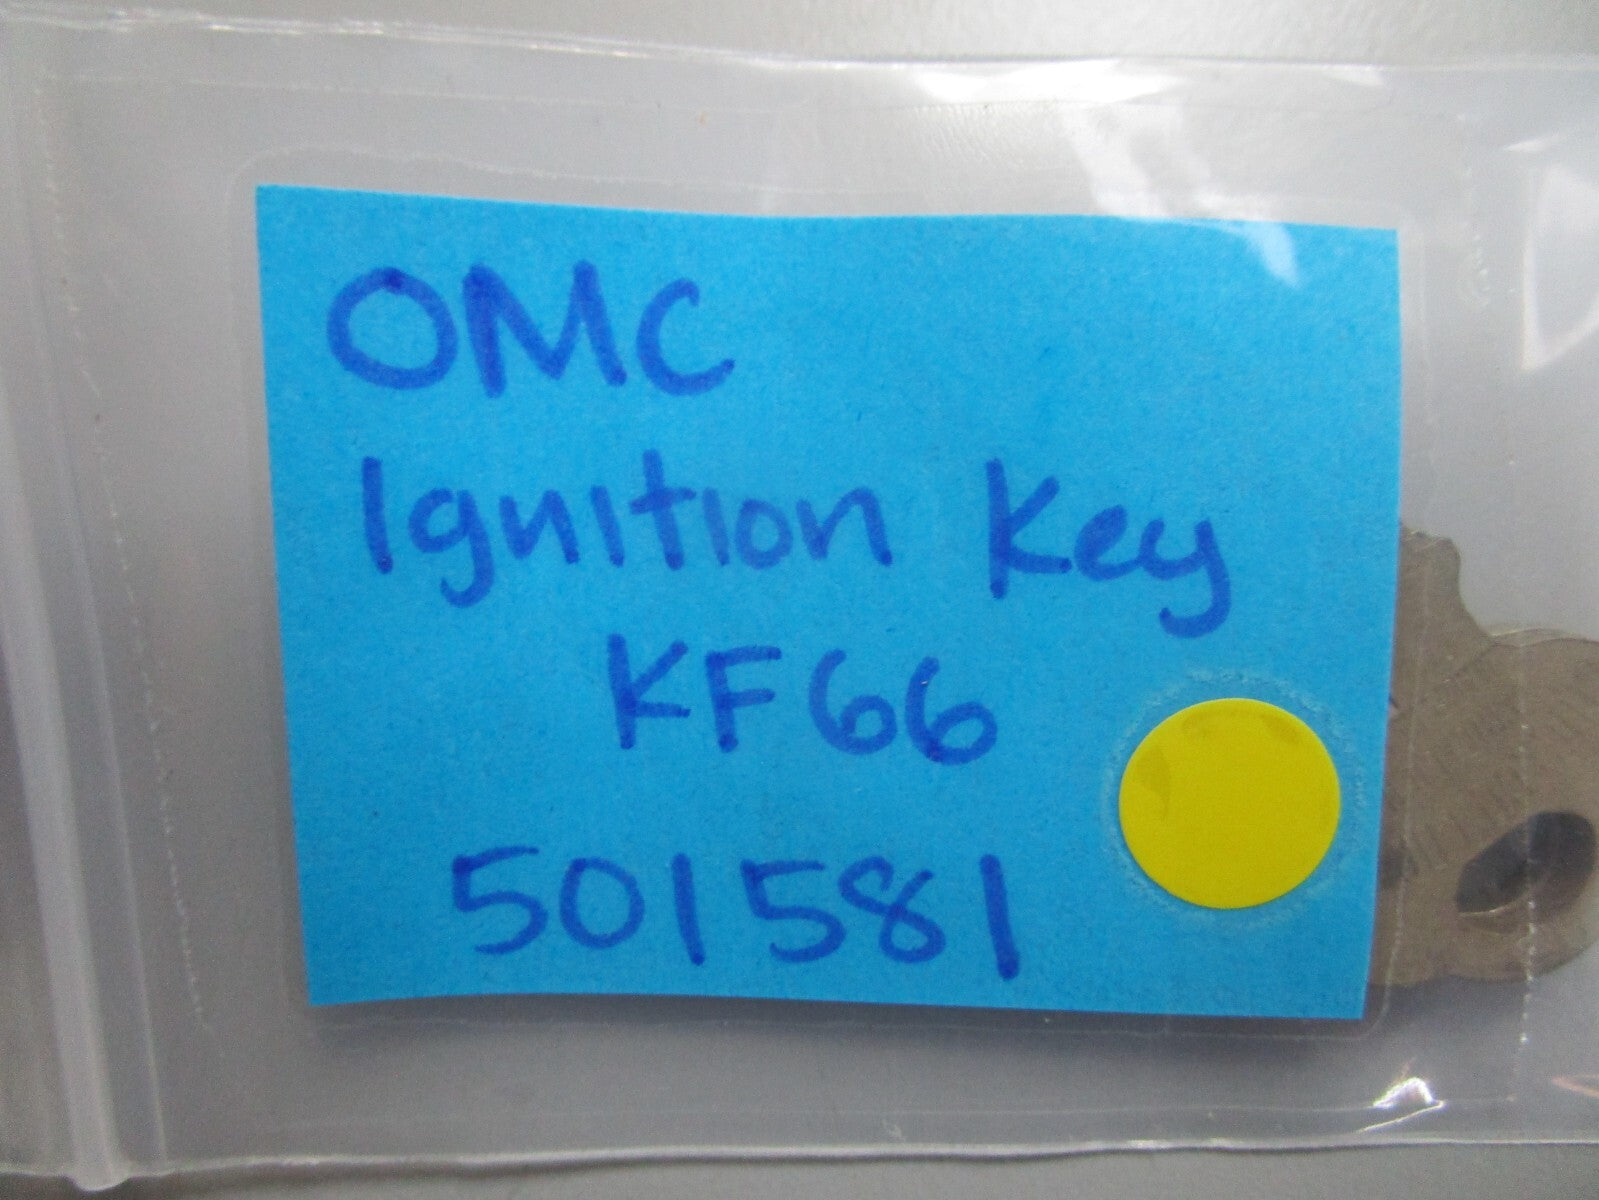 OMC
Ignition Key
KF66
501581